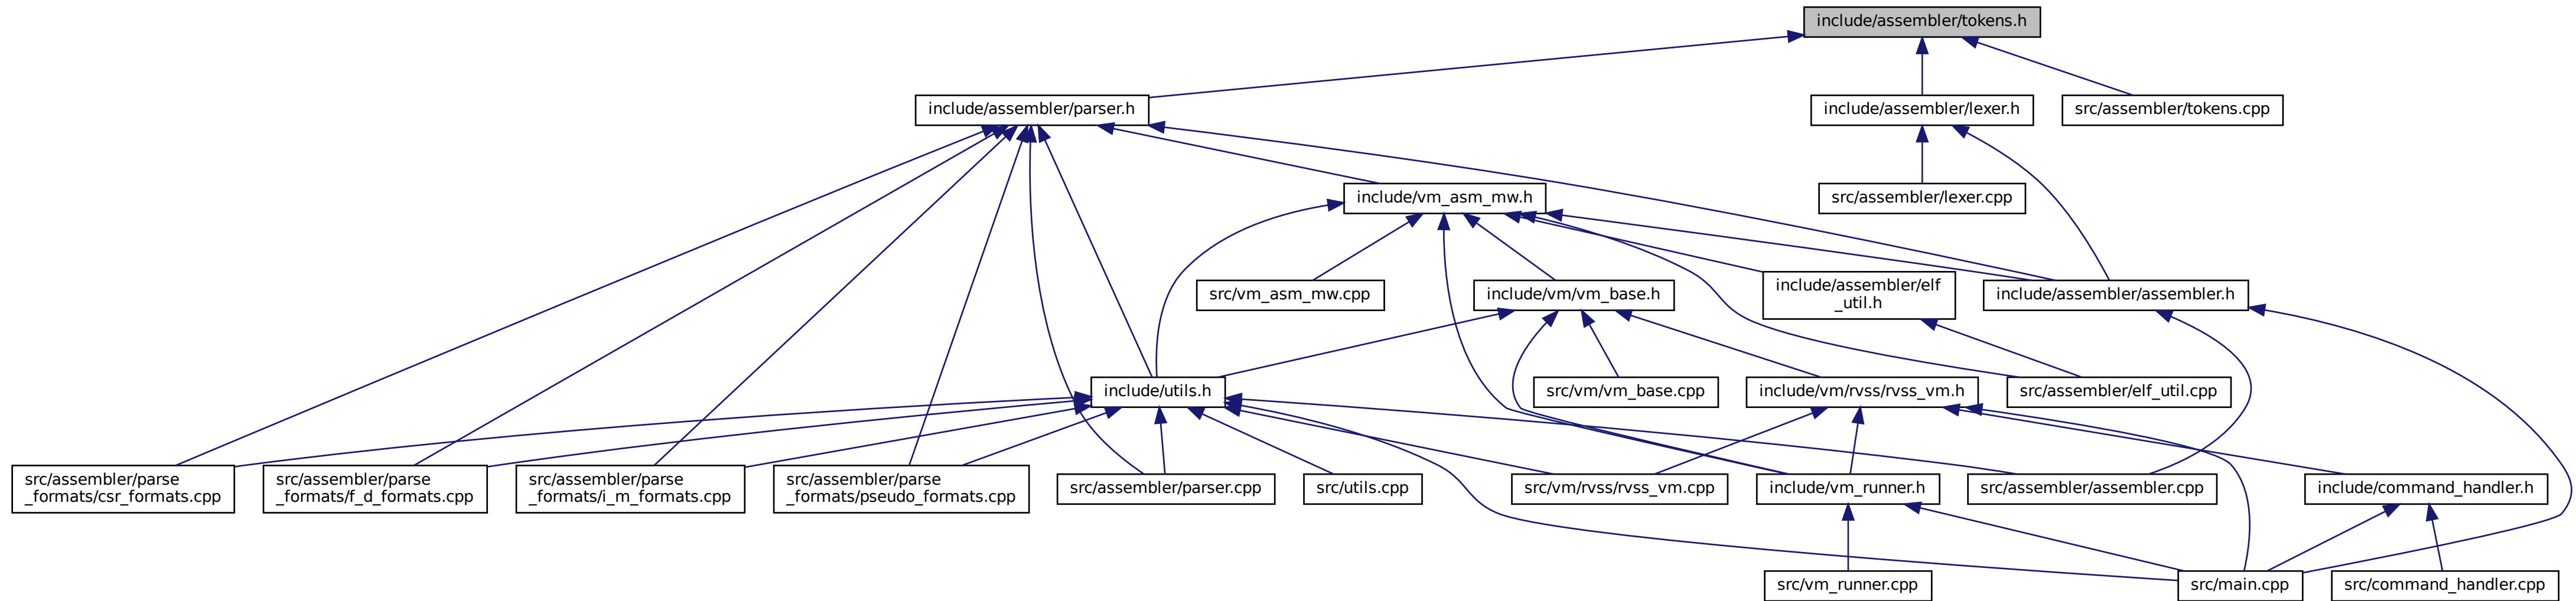 include/assembler/tokens.h
include/assembler/parser.h
include/assembler/lexer.h
src/assembler/tokens.cpp
include/vm_asm_mw.h
src/assembler/lexer.cpp
src/vm_asm_mw.cpp
include/vm/vm_base.h
include/assembler/elf
_util.h
include/assembler/assembler.h
include/utils.h
src/vm/vm_base.cpp
include/vm/rvss/rvss_vm.h
src/assembler/elf_util.cpp
src/assembler/parse
_formats/csr_formats.cpp
src/assembler/parse
_formats/f_d_formats.cpp
src/assembler/parse
_formats/i_m_formats.cpp
src/assembler/parse
_formats/pseudo_formats.cpp
src/assembler/parser.cpp
src/utils.cpp
src/vm/rvss/rvss_vm.cpp
include/vm_runner.h
src/assembler/assembler.cpp
include/command_handler.h
src/vm_runner.cpp
src/main.cpp
src/command_handler.cpp